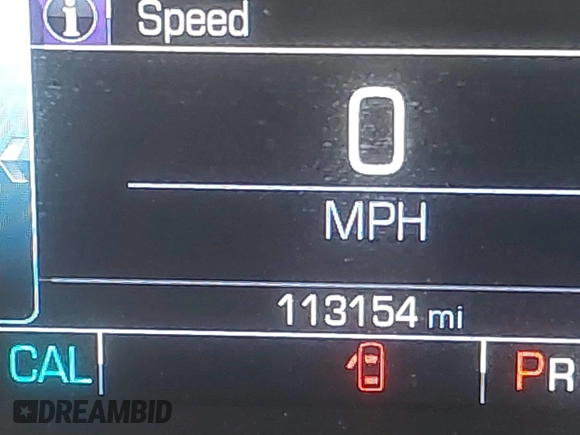 Speed
0
MPH
113154 mi
CAL
PR
DREAMBID